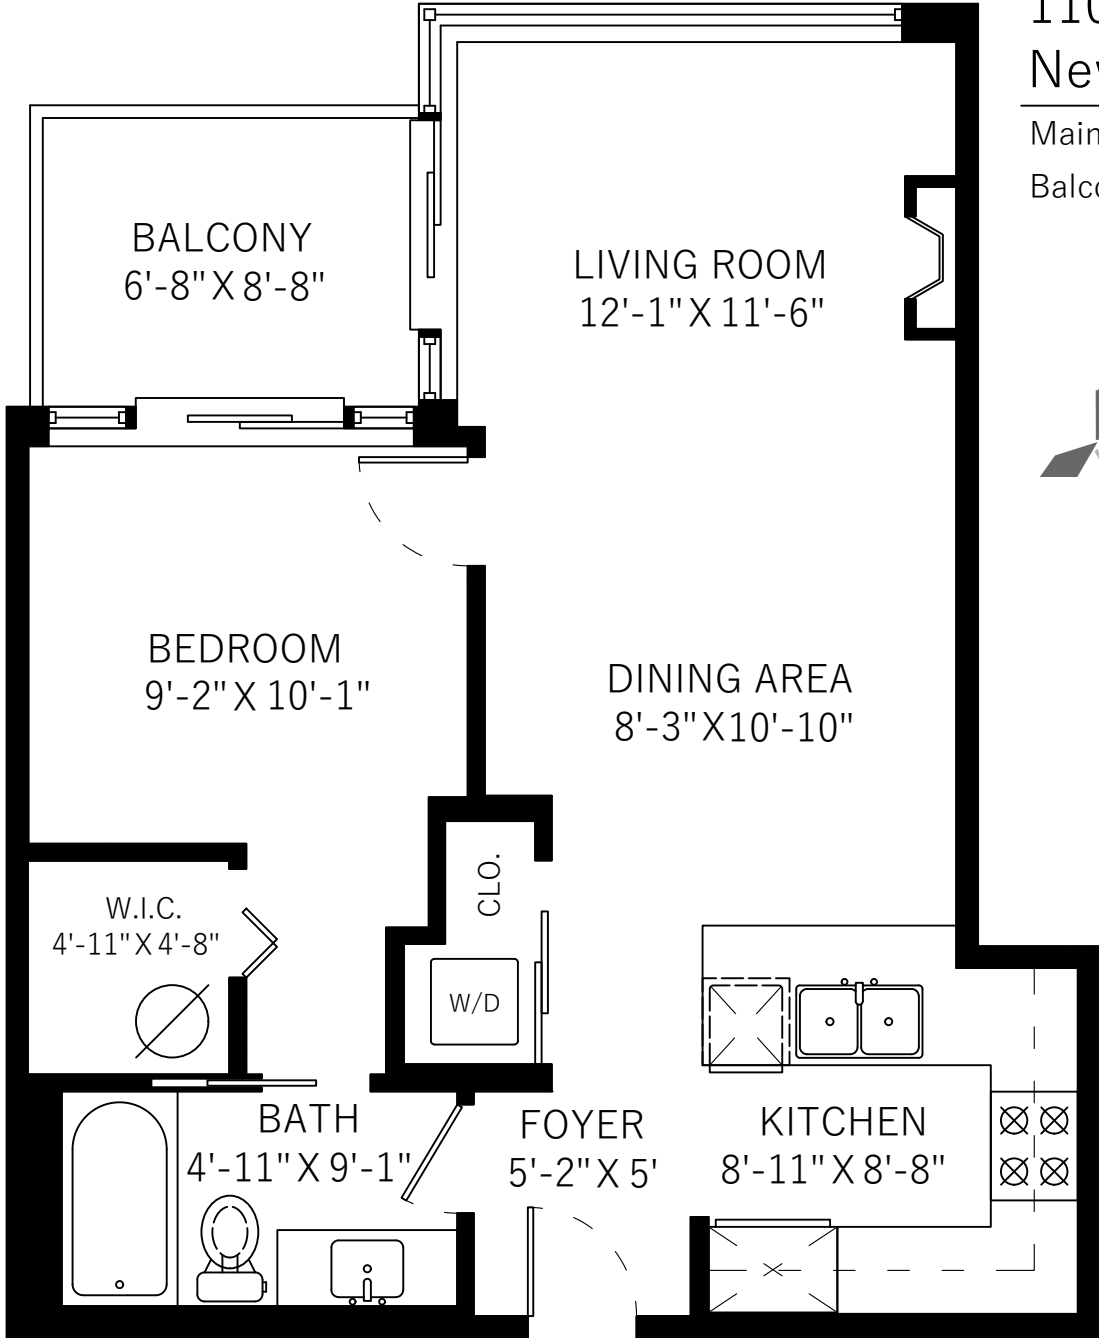 BALCONY
6'-8" X 8'-8"
LIVING ROOM
12'-1" X 11'-6"
BEDROOM
9'-2" X 10'-1"
DINING AREA
8'-3" X 10'-10"
CLO.
W.I.C.
4'-11" X 4'-8"
W/D
BATH
4'-11" X 9'-1"
FOYER
5'-2" X 5'
KITCHEN
8'-11" X 8'-8"